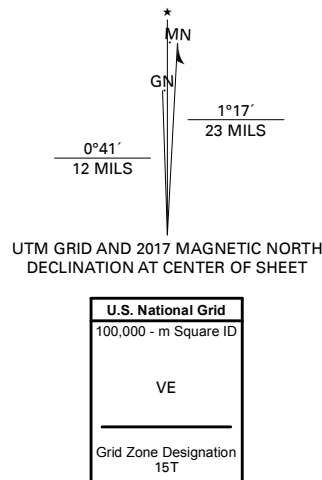 ★
MN
GN
1°17´
23 MILS
0°41´
12 MILS
UTM GRID AND 2017 MAGNETIC NORTH
DECLINATION AT CENTER OF SHEET
U.S. National Grid
100,000 - m Square ID
VE
Grid Zone Designation
15T